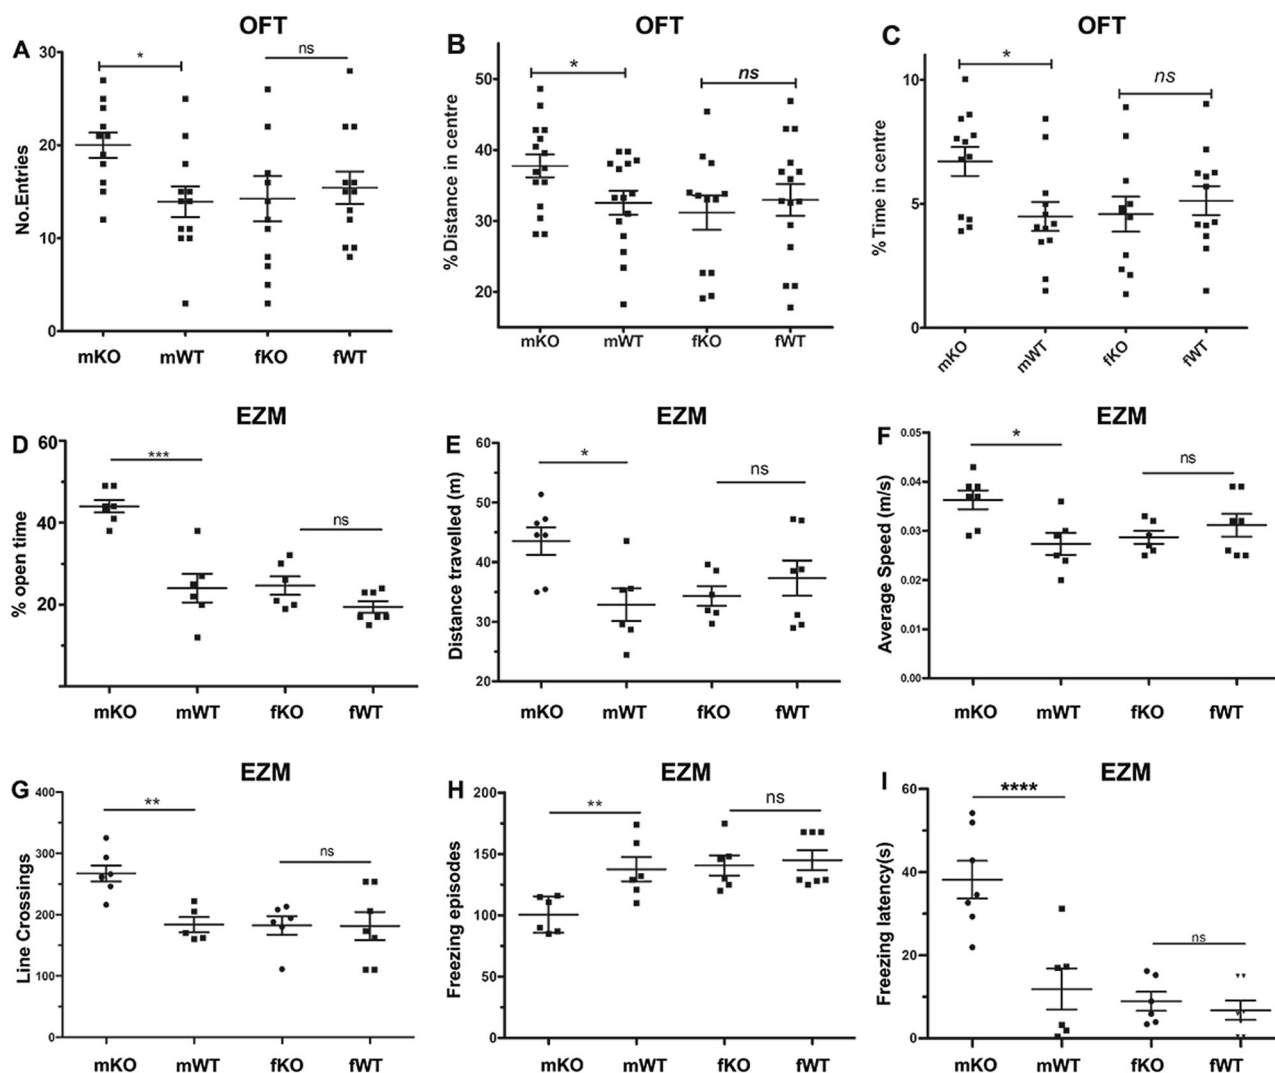 A
OFT
No.Entries
30
20
10
0
*
ns
mKO mWT fKO fWT
B
OFT
% Distance in centre
50
40
30
20
*
ns
mKO mWT fKO fWT
C
OFT
% Time in centre
10
5
0
*
ns
mKO mWT fKO fWT
D
EZM
% open time
60
40
20
***
ns
mKO mWT fKO fWT
E
EZM
Distance travelled (m)
60
50
40
30
20
*
ns
mKO mWT fKO fWT
F
EZM
Average Speed (m/s)
0.05
0.04
0.03
0.02
0.01
0.00
*
ns
mKO mWT fKO fWT
G
EZM
Line Crossings
400
300
200
100
0
**
ns
mKO mWT fKO fWT
H
EZM
Freezing episodes
200
150
100
50
0
**
ns
mKO mWT fKO fWT
I
EZM
Freezing latency(s)
60
40
20
0
****
ns
mKO mWT fKO fWT